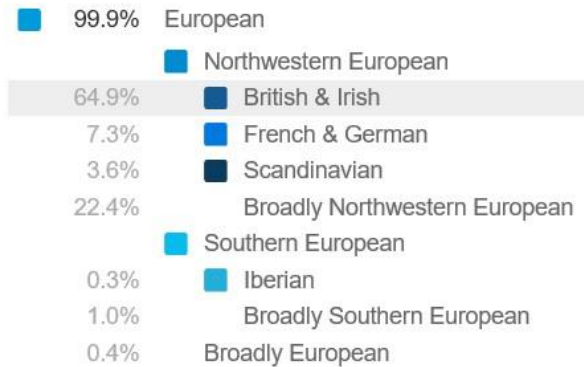 99.9% European
Northwestern European
64.9% British & Irish
7.3% French & German
3.6% Scandinavian
22.4% Broadly Northwestern European
Southern European
0.3% Iberian
1.0% Broadly Southern European
0.4% Broadly European